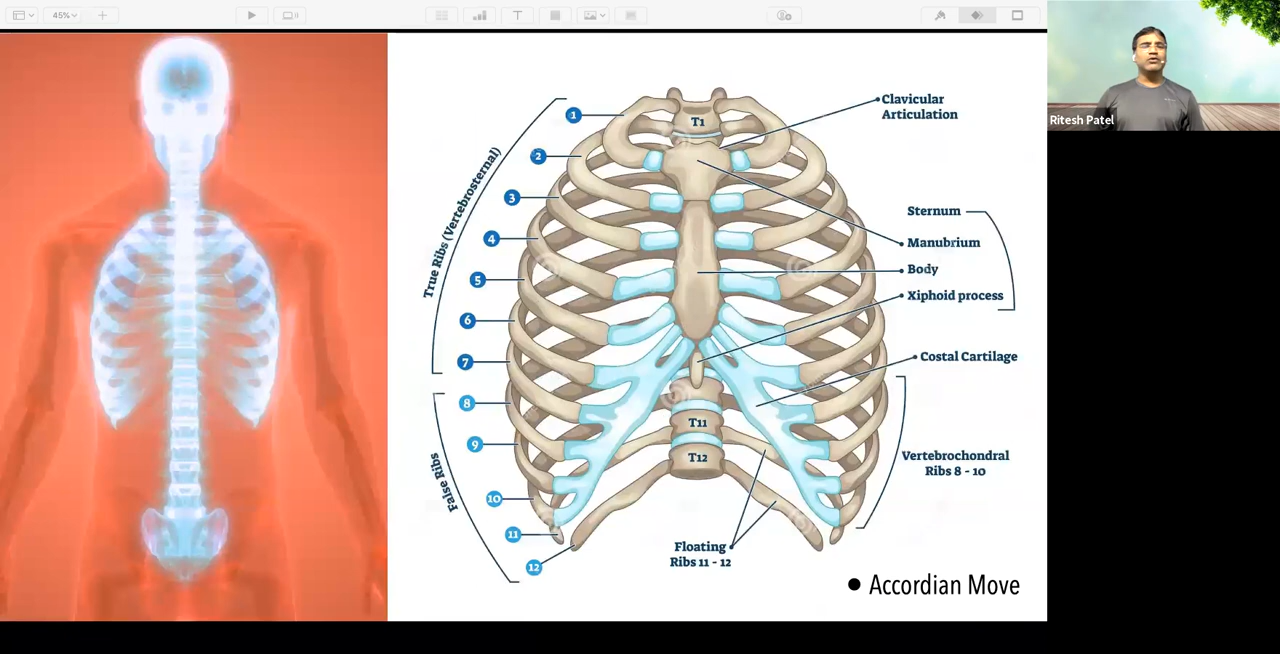 45%
Ritesh Patel
Clavicular
Articulation
T1
1
2
3
4
5
6
7
8
9
10
11
12
True Ribs (Vertebrosternal)
False Ribs
Sternum
Manubrium
Body
Xiphoid process
Costal Cartilage
T11
T12
Vertebrochondral
Ribs 8 - 10
Floating
Ribs 11 - 12
• Accordian Move